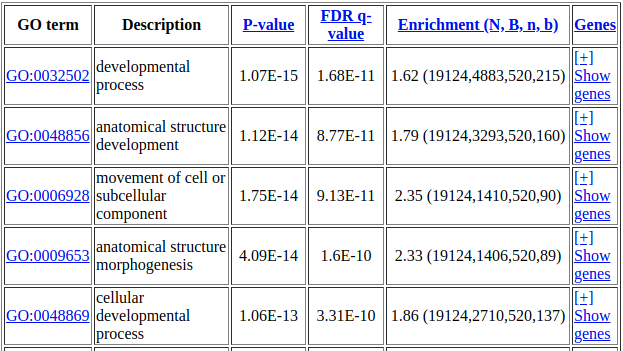 GO term Description P-value FDR q-value Enrichment (N, B, n, b) Genes
GO:0032502 developmental process 1.07E-15 1.68E-11 1.62 (19124,4883,520,215) [+] Show genes
GO:0048856 anatomical structure development 1.12E-14 8.77E-11 1.79 (19124,3293,520,160) [+] Show genes
GO:0006928 movement of cell or subcellular component 1.75E-14 9.13E-11 2.35 (19124,1410,520,90) [+] Show genes
GO:0009653 anatomical structure morphogenesis 4.09E-14 1.6E-10 2.33 (19124,1406,520,89) [+] Show genes
GO:0048869 cellular developmental process 1.06E-13 3.31E-10 1.86 (19124,2710,520,137) [+] Show genes